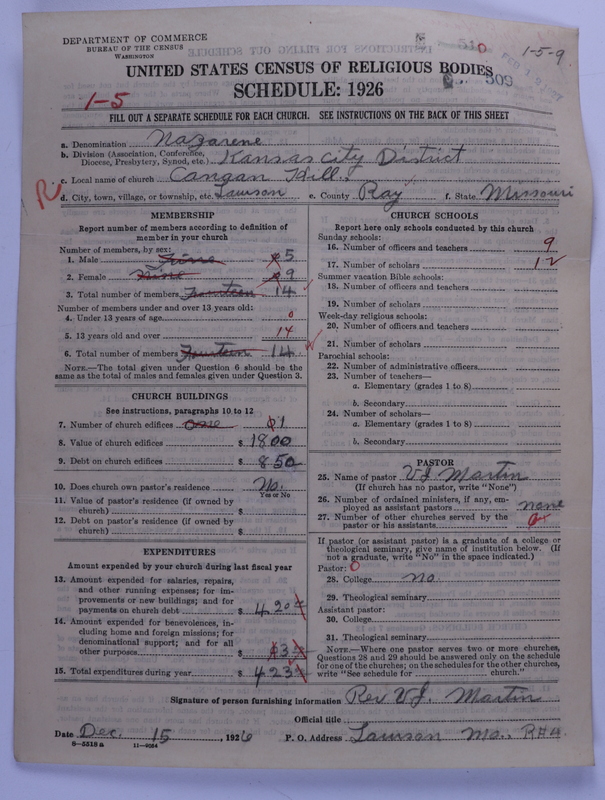 DEPARTMENT OF COMMERCE
BUREAU OF THE CENSUS
WASHINGTON
510
1-5-9
509
UNITED STATES CENSUS OF RELIGIOUS BODIES
SCHEDULE: 1926
1-5
FILL OUT A SEPARATE SCHEDULE FOR EACH CHURCH. SEE INSTRUCTIONS ON THE BACK OF THIS SHEET
a. Denomination Nazarene
b. Division (Association, Conference, Diocese, Presbytery, Synod, etc.) Kansas City District
c. Local name of church Cangan Hill
R
d. City, town, village, or township, etc. Lawson e. County Ray f. State Missouri
MEMBERSHIP
Report number of members according to definition of
member in your church
Number of members, by sex:
1. Male 5
2. Female Nine 9
3. Total number of members Fourteen 14
Number of members under and over 13 years old:
4. Under 13 years of age 0
5. 13 years old and over 14
6. Total number of members Fourteen 14
NOTE.—The total given under Question 6 should be the
same as the total of males and females given under Question 3.
CHURCH BUILDINGS
See instructions, paragraphs 10 to 12
7. Number of church edifices one 1
8. Value of church edifices $ 1800
9. Debt on church edifices $ 850
10. Does church own pastor's residence No.
Yes or No
11. Value of pastor's residence (if owned by
church) $
12. Debt on pastor's residence (if owned by
church) $
EXPENDITURES
Amount expended by your church during last fiscal year
13. Amount expended for salaries, repairs,
and other running expenses; for im-
provements or new buildings; and for
payments on church debt $ 420
14. Amount expended for benevolences, in-
cluding home and foreign missions; for
denominational support; and for all
other purposes $ 3
15. Total expenditures during year $ 423
CHURCH SCHOOLS
Report here only schools conducted by this church
Sunday schools:
16. Number of officers and teachers 9
17. Number of scholars 12
Summer vacation Bible schools:
18. Number of officers and teachers
19. Number of scholars
Week-day religious schools:
20. Number of officers and teachers
21. Number of scholars
Parochial schools:
22. Number of administrative officers
23. Number of teachers—
a. Elementary (grades 1 to 8)
b. Secondary
24. Number of scholars—
a. Elementary (grades 1 to 8)
b. Secondary
PASTOR
25. Name of pastor V J Martin
(If church has no pastor, write "None")
26. Number of ordained ministers, if any, em-
ployed as assistant pastors none
27. Number of other churches served by the
pastor or his assistants
If pastor (or assistant pastor) is a graduate of a college or
theological seminary, give name of institution below. (If
not a graduate, write "No" in the space indicated.)
Pastor: 0
28. College no
29. Theological seminary
Assistant pastor:
30. College
31. Theological seminary
NOTE.—Where one pastor serves two or more churches,
Questions 28 and 29 should be answered only on the schedule
for one of the churches; on the schedules for the other churches,
write "See schedule for church."
Signature of person furnishing information Rev V J. Martin
Official title
Date Dec. 15, 1926 P. O. Address Lawson Mo., R#4
8-5518 a 11-9054